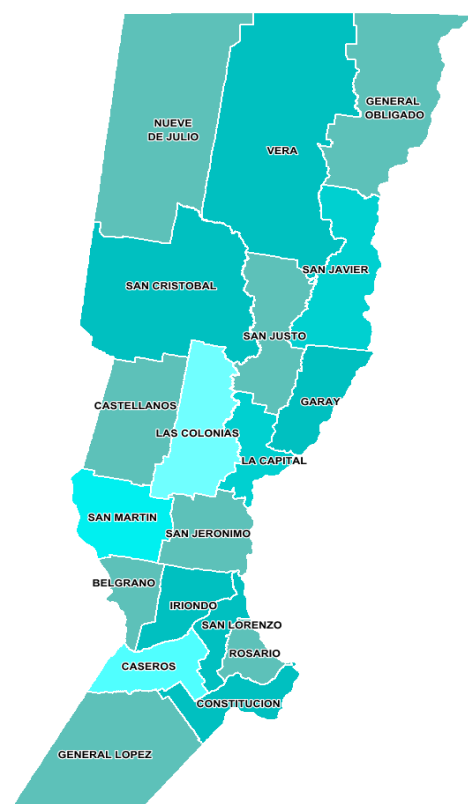 GENERAL
OBLIGADO
NUEVE
DE JULIO
VERA
SAN JAVIER
SAN CRISTOBAL
SAN JUSTO
GARAY
CASTELLANOS
LAS COLONIAS
LA CAPITAL
SAN MARTIN
SAN JERONIMO
BELGRANO
IRIONDO
SAN LORENZO
ROSARIO
CASEROS
CONSTITUCION
GENERAL LOPEZ